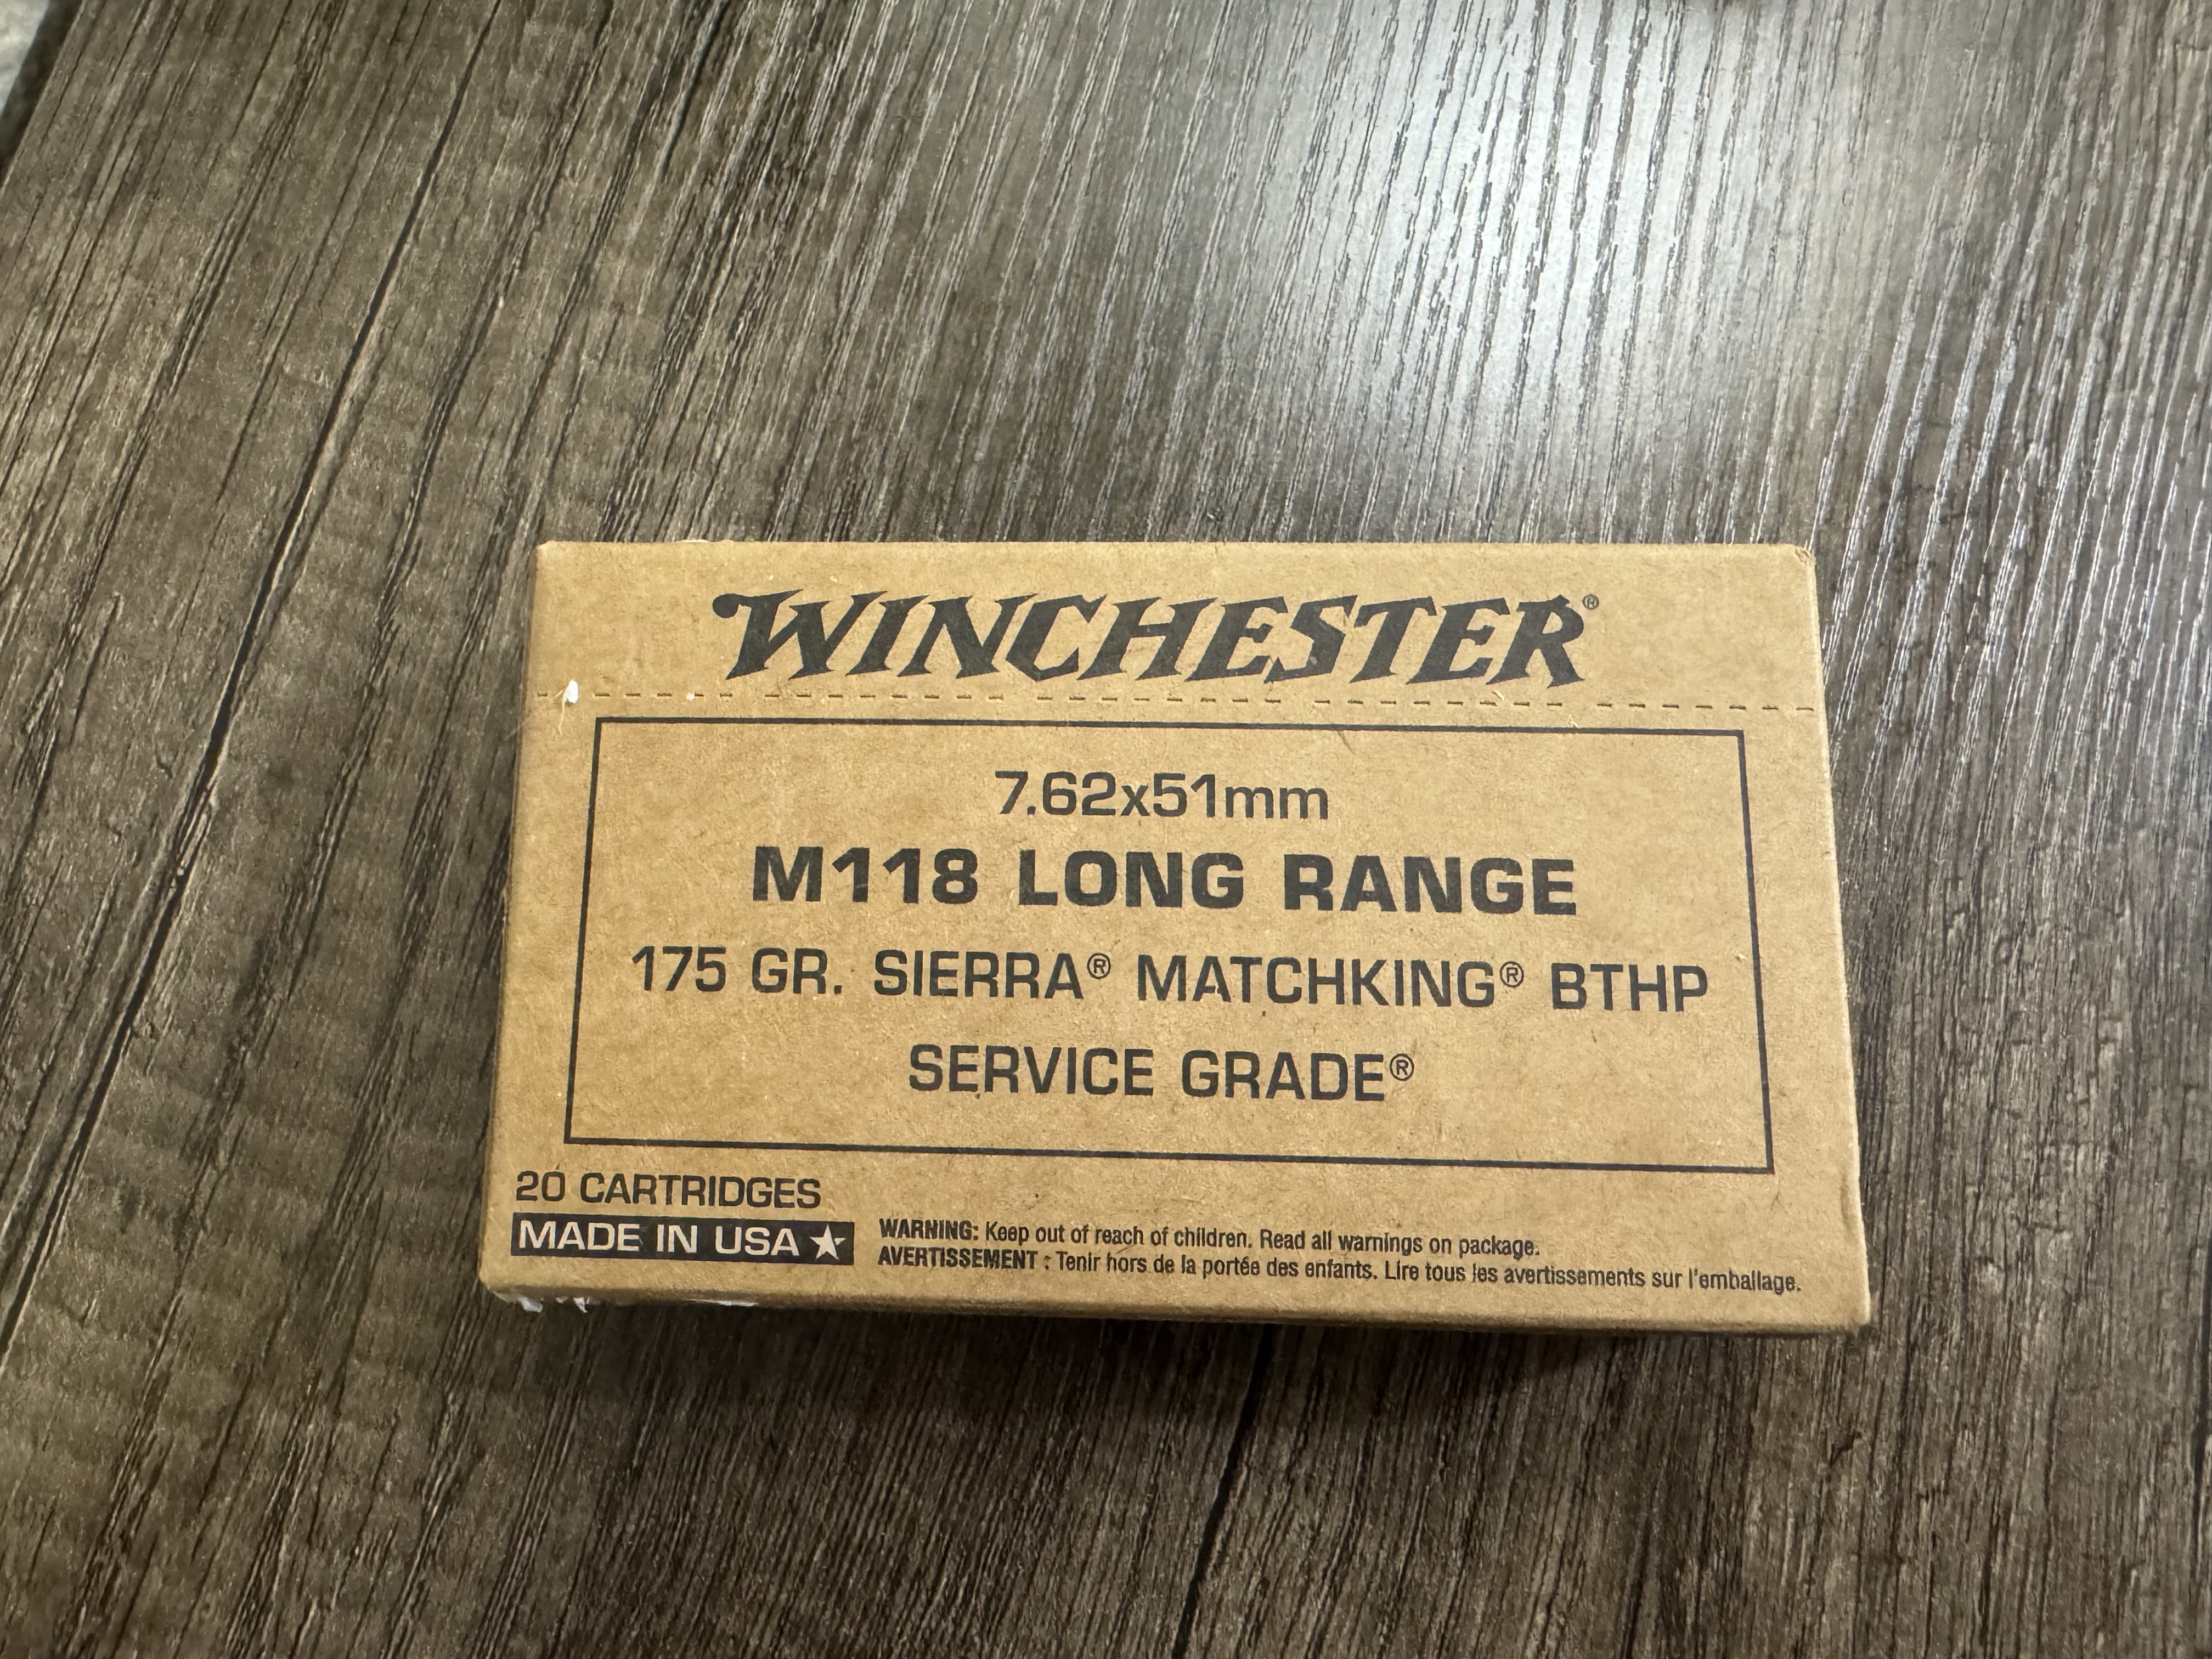 WINCHESTER®
7.62x51mm
M118 LONG RANGE
175 GR. SIERRA® MATCHKING® BTHP
SERVICE GRADE®
20 CARTRIDGES
MADE IN USA ★
WARNING: Keep out of reach of children. Read all warnings on package.
AVERTISSEMENT : Tenir hors de la portée des enfants. Lire tous les avertissements sur l'emballage.